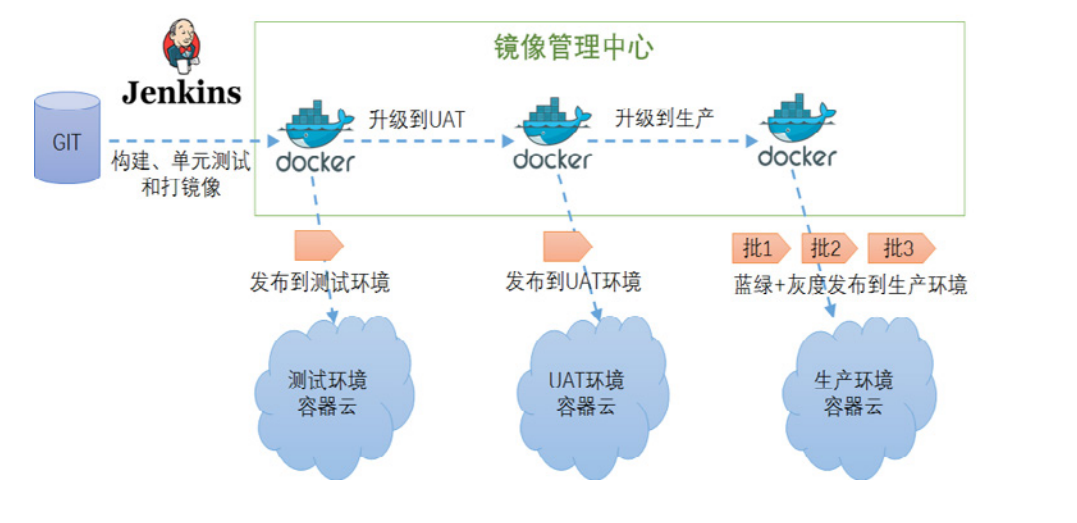 镜像管理中心
Jenkins
GIT
构建、单元测试
和打镜像
docker
升级到UAT
docker
升级到生产
docker
发布到测试环境
发布到UAT环境
批1
批2
批3
蓝绿+灰度发布到生产环境
测试环境
容器云
UAT环境
容器云
生产环境
容器云